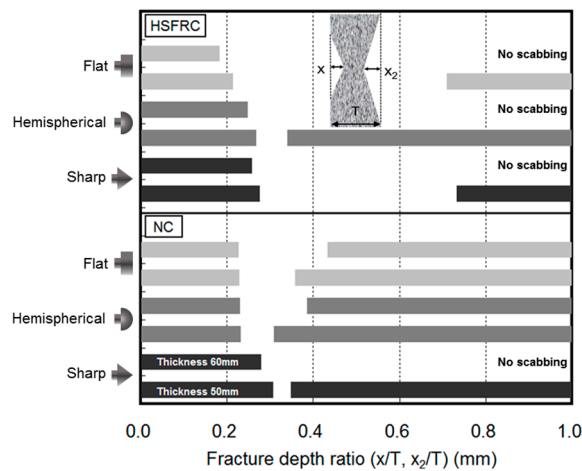 HSFRC
Flat
No scabbing
x
x2
T
Hemispherical
No scabbing
Sharp
No scabbing
NC
Flat
Hemispherical
Sharp
Thickness 60mm
No scabbing
Thickness 50mm
0.0 0.2 0.4 0.6 0.8 1.0
Fracture depth ratio (x/T, x2/T) (mm)